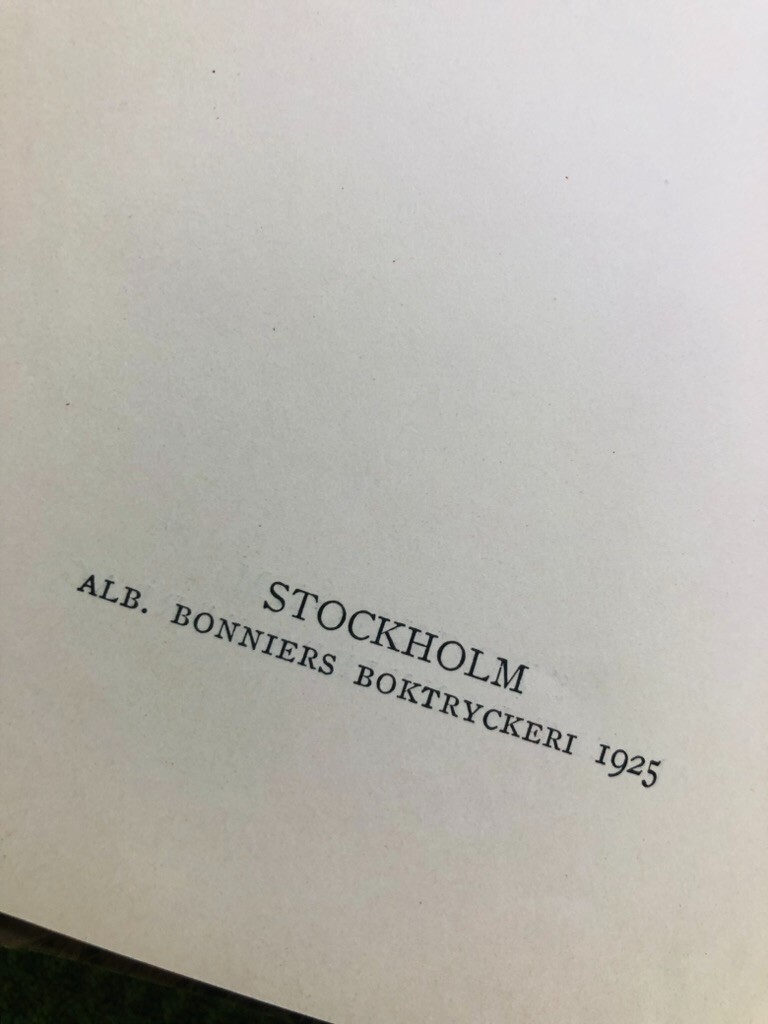 STOCKHOLM
ALB. BONNIERS BOKTRYCKERI 1925